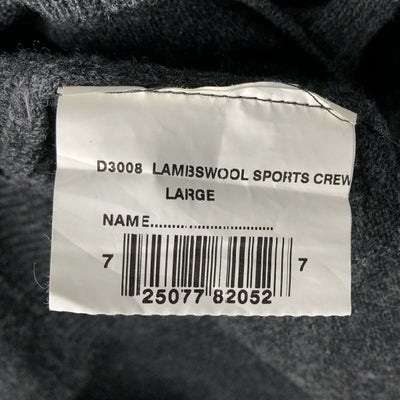 D3008 LAMBSWOOL SPORTS CREW
LARGE
NAME..............................
7 25077 82052 7